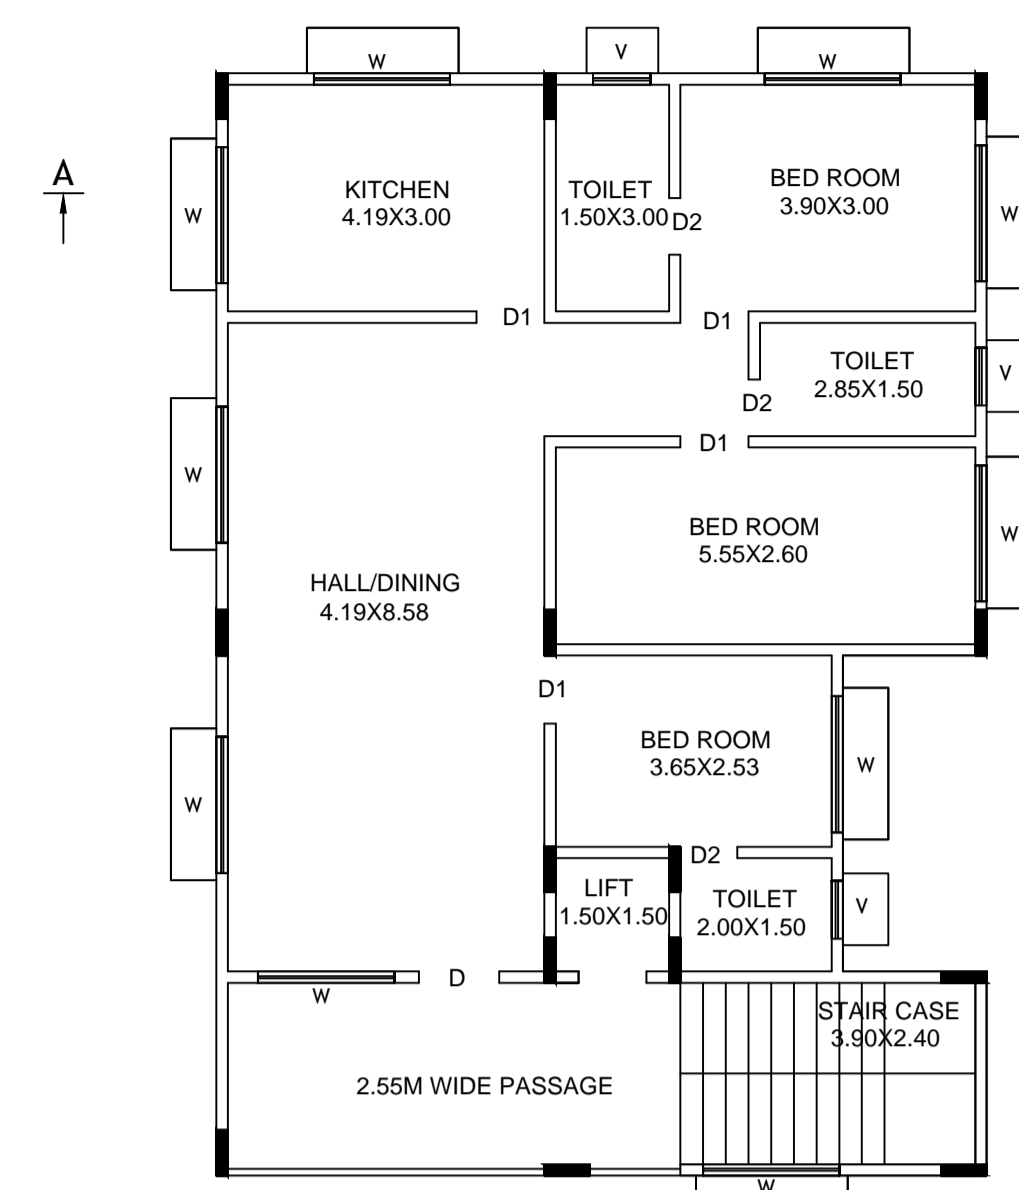 W
V
W
A
W
KITCHEN
4.19X3.00
TOILET
1.50X3.00
D2
BED ROOM
3.90X3.00
W
D1
D1
TOILET
2.85X1.50
V
D2
D1
W
BED ROOM
5.55X2.60
W
HALL/DINING
4.19X8.58
D1
BED ROOM
3.65X2.53
W
W
D2
LIFT
1.50X1.50
TOILET
2.00X1.50
V
W
D
STAIR CASE
3.90X2.40
2.55M WIDE PASSAGE
W